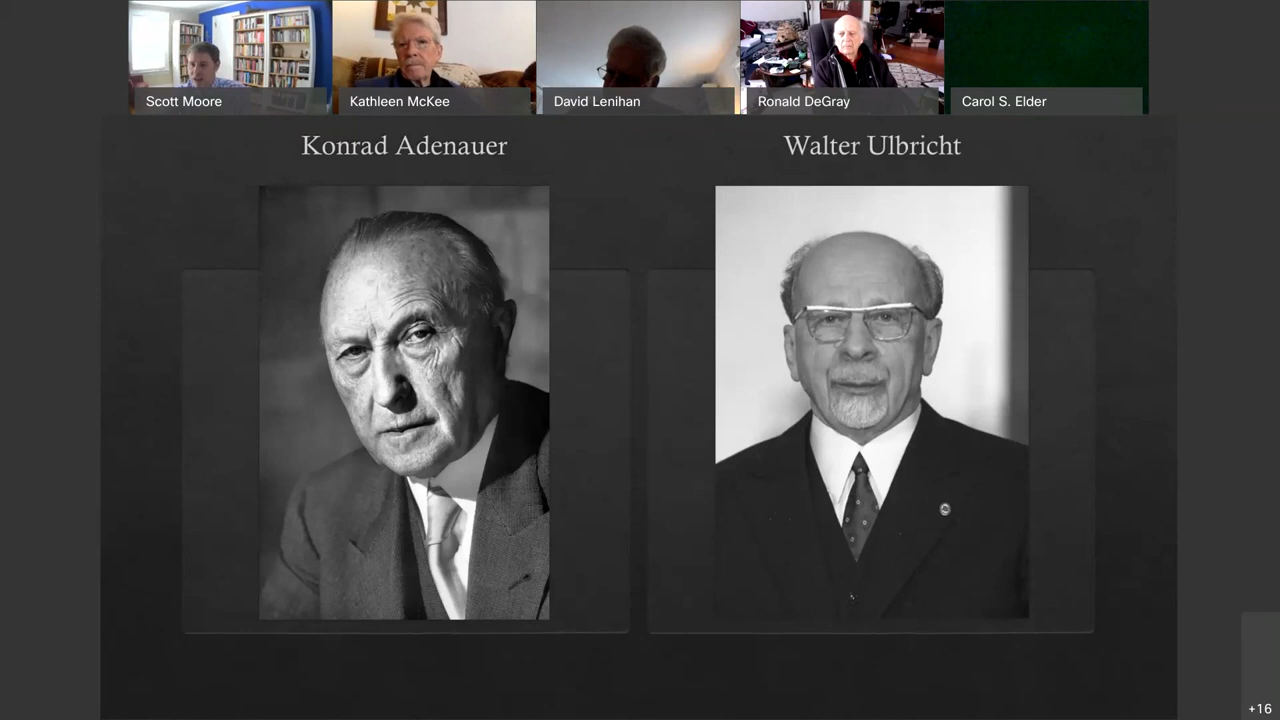 Scott Moore
Kathleen McKee
David Lenihan
Ronald DeGray
Carol S. Elder
Konrad Adenauer
Walter Ulbricht
+16